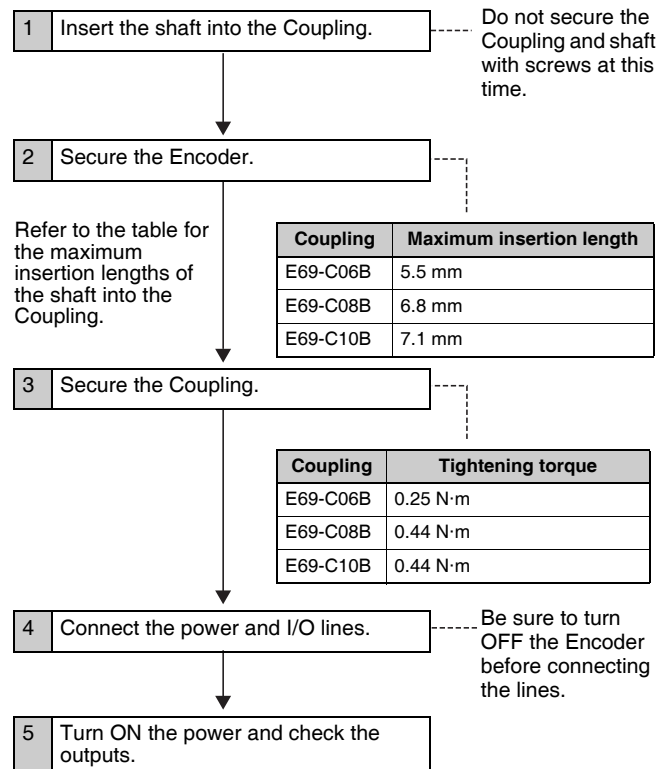 1 Insert the shaft into the Coupling.
Do not secure the
Coupling and shaft
with screws at this
time.
2 Secure the Encoder.
Refer to the table for
the maximum
insertion lengths of
the shaft into the
Coupling.
Coupling Maximum insertion length
E69-C06B 5.5 mm
E69-C08B 6.8 mm
E69-C10B 7.1 mm
3 Secure the Coupling.
Coupling Tightening torque
E69-C06B 0.25 N·m
E69-C08B 0.44 N·m
E69-C10B 0.44 N·m
4 Connect the power and I/O lines.
Be sure to turn
OFF the Encoder
before connecting
the lines.
5 Turn ON the power and check the
outputs.